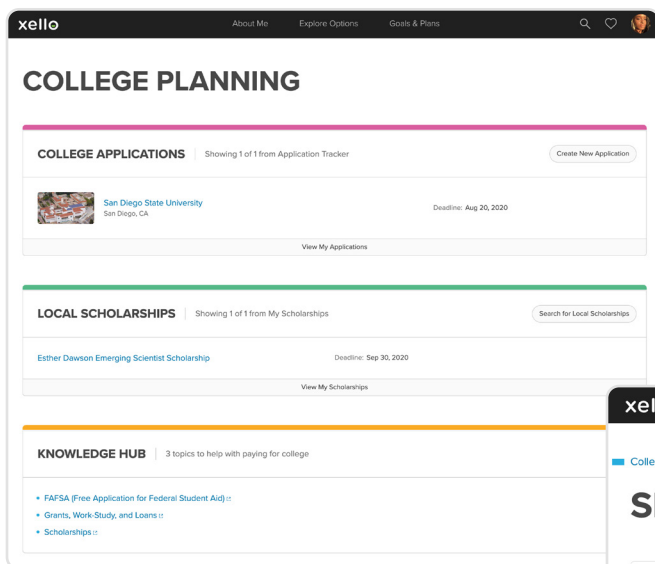 xello
About Me Explore Options Goals & Plans
COLLEGE PLANNING
COLLEGE APPLICATIONS Showing 1 of 1 from Application Tracker Create New Application
San Diego State University
San Diego, CA
Deadline: Aug 20, 2020
View My Applications
LOCAL SCHOLARSHIPS Showing 1 of 1 from My Scholarships Search for Local Scholarships
Esther Dawson Emerging Scientist Scholarship Deadline: Sep 30, 2020
View My Scholarships
KNOWLEDGE HUB 3 topics to help with paying for college
• FAFSA (Free Application for Federal Student Aid)
• Grants, Work-Study, and Loans
• Scholarships
xel
Colle